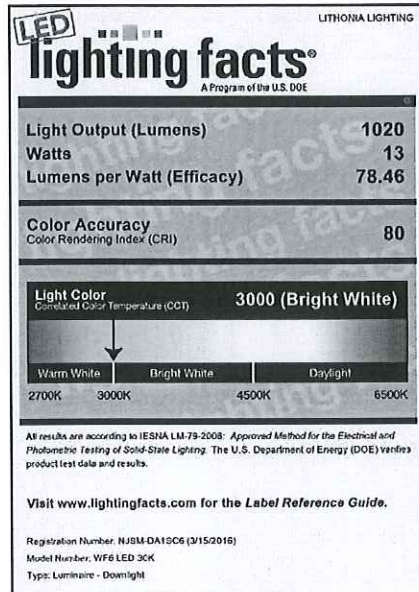 LITHONIA LIGHTING
LED
lighting facts®
A Program of the U.S. DOE
Light Output (Lumens) 1020
Watts 13
Lumens per Watt (Efficacy) 78.46
Color Accuracy 80
Color Rendering Index (CRI)
Light Color 3000 (Bright White)
Correlated Color Temperature (CCT)
Warm White Bright White Daylight
2700K 3000K 4500K 6500K
All results are according to IESNA LM-79-2008: Approved Method for the Electrical and
Photometric Testing of Solid-State Lighting. The U.S. Department of Energy (DOE) verifies
product test data and results.
Visit www.lightingfacts.com for the Label Reference Guide.
Registration Number: NJSM-DA1SC6 (3/15/2016)
Model Number: WF6 LED 30K
Type: Luminaire - Downlight